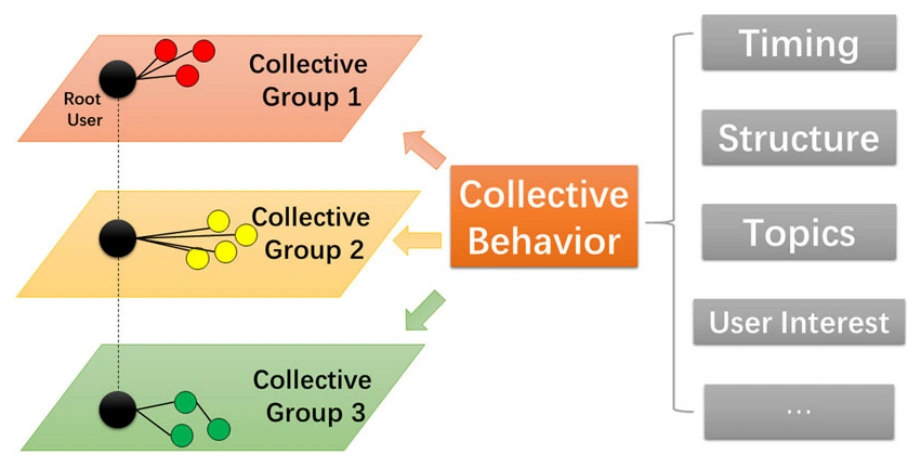 Collective
Group 1
Root
User
Collective
Group 2
Collective
Group 3
Collective
Behavior
Timing
Structure
Topics
User Interest
...